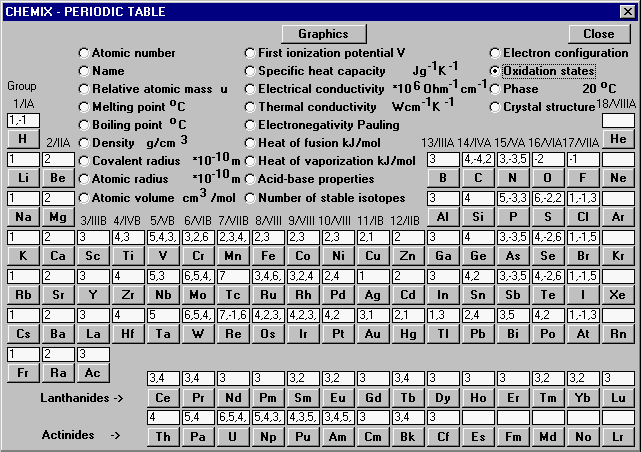 CHEMIX - PERIODIC TABLE
Graphics Close
Atomic number First ionization potential V Electron configuration
Name Specific heat capacity Jg⁻¹K⁻¹ Oxidation states
Relative atomic mass u Electrical conductivity *10⁶ Ohm⁻¹cm⁻¹ Phase 20 ºC
Group Melting point ºC Thermal conductivity Wcm⁻¹K⁻¹ Crystal structure
1/IA 18/VIIIA
1,-1 Boiling point ºC Electronegativity Pauling
H 2/IIA Density g/cm³ Heat of fusion kJ/mol 13/IIIA 14/IVA 15/VA 16/VIA 17/VIIA He
1 2 Covalent radius *10⁻¹⁰m Heat of vaporization kJ/mol 3 4,-4,2 3,-3,5 -2 -1
Li Be Atomic radius *10⁻¹⁰m Acid-base properties B C N O F Ne
1 2 Atomic volume cm³/mol Number of stable isotopes 3 4 5,-3,3 6,-2,2 1,-1,3
Na Mg 3/IIIB 4/IVB 5/VB 6/VIB 7/VIIB 8/VIII 9/VIII 10/VIII 11/IB 12/IIB Al Si P S Cl Ar
1 2 3 4,3 5,4,3, 3,2,6 2,3,4, 2,3 2,3 2,3 2,1 2 3 4 3,-3,5 4,-2,6 1,-1,5
K Ca Sc Ti V Cr Mn Fe Co Ni Cu Zn Ga Ge As Se Br Kr
1 2 3 4 5,3 6,5,4, 7 3,4,6, 3,2,4 2,4 1 2 3 4,2 3,-3,5 4,-2,6 1,-1,5
Rb Sr Y Zr Nb Mo Tc Ru Rh Pd Ag Cd In Sn Sb Te I Xe
1 2 3 4 5 6,5,4, 7,-1,6 4,2,3, 4,2,3, 4,2 3,1 2,1 1,3 2,4 3,5 4,2 1,-1,5
Cs Ba La Hf Ta W Re Os Ir Pt Au Hg Tl Pb Bi Po At Rn
1 2 3
Fr Ra Ac
3,4 3,4 3 3 3,2 3,2 3 3,4 3 3 3 3,2 3,2 3
Lanthanides -> Ce Pr Nd Pm Sm Eu Gd Tb Dy Ho Er Tm Yb Lu
4 5,4 6,5,4, 5,4,3, 4,3,5, 3,4,5, 3 3,4 3
Actinides -> Th Pa U Np Pu Am Cm Bk Cf Es Fm Md No Lr